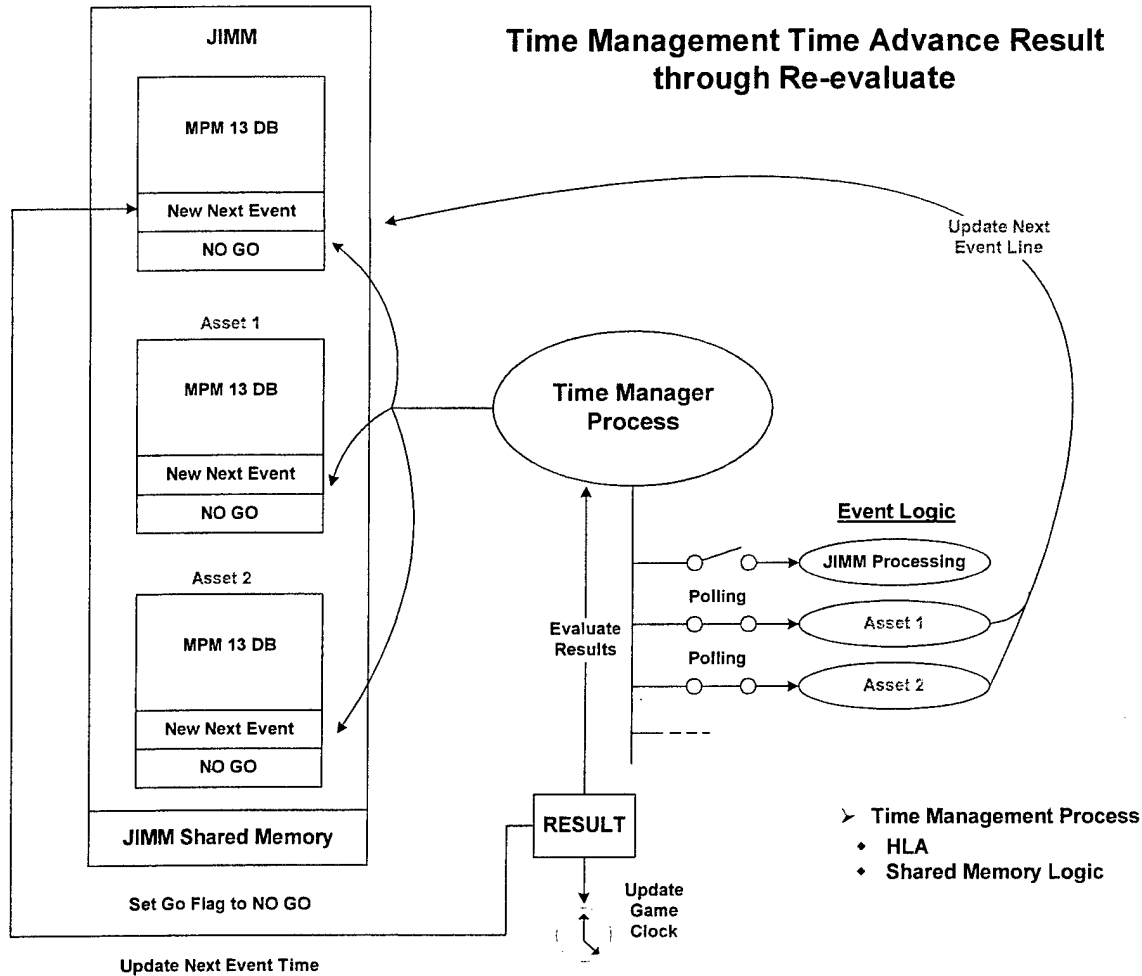 Time Management Time Advance Result
through Re-evaluate
JIMM
MPM 13 DB
New Next Event
NO GO
Asset 1
MPM 13 DB
New Next Event
NO GO
Asset 2
MPM 13 DB
New Next Event
NO GO
JIMM Shared Memory
Set Go Flag to NO GO
Update Next Event Time
Time Manager
Process
Update Next
Event Line
Event Logic
JIMM Processing
Polling
Asset 1
Polling
Asset 2
Evaluate
Results
RESULT
Update
Game
Clock
➢ Time Management Process
◆ HLA
◆ Shared Memory Logic